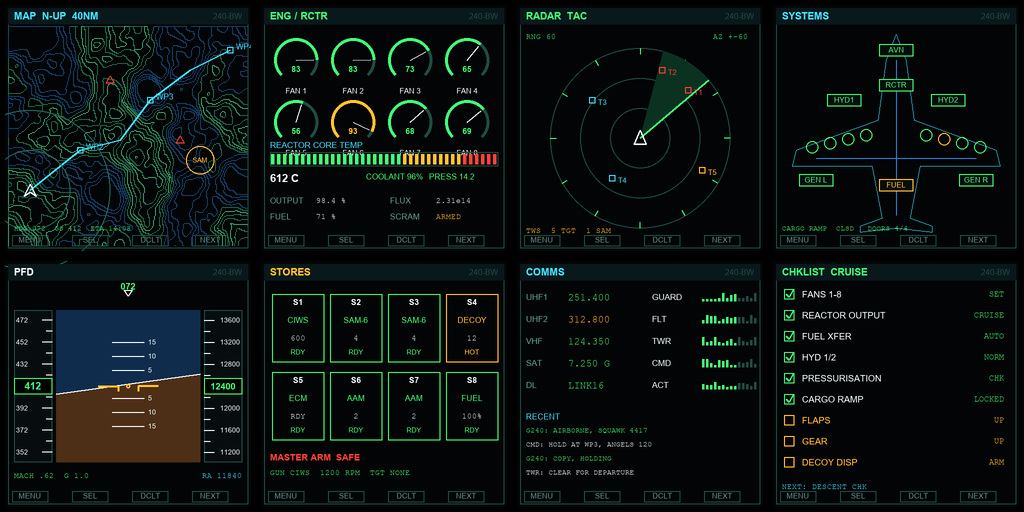 MAP N-UP 40NM 240-BW
WP4
WP3
WP2
SAM
MENU SEL DCLT NEXT
ENG / RCTR 240-BW
83 83 73 65
FAN 1 FAN 2 FAN 3 FAN 4
56 93 68 69
REACTOR CORE TEMP
612 C COOLANT 96% PRESS 14.2
OUTPUT 98.4 % FLUX 2.31e14
FUEL 71 % SCRAM ARMED
MENU SEL DCLT NEXT
RADAR TAC 240-BW
RNG 60 AZ +-60
T2
T1
T3
T5
T4
TWS 5 TGT 1 SAM
MENU SEL DCLT NEXT
SYSTEMS 240-BW
AVN
RCTR
HYD1 HYD2
GEN L FUEL GEN R
CARGO RAMP CLSD DOORS 4/4
MENU SEL DCLT NEXT
PFD 240-BW
072
472 15 13600
452 10 13200
432 5 12800
412 12400
392 5 12000
372 10 11600
352 15 11200
MACH .62 G 1.0 RA 11840
MENU SEL DCLT NEXT
STORES 240-BW
S1 S2 S3 S4
CIWS SAM-6 SAM-6 DECOY
600 4 4 12
RDY RDY RDY HOT
S5 S6 S7 S8
ECM AAM AAM FUEL
RDY 2 2 100%
RDY RDY RDY RDY
MASTER ARM SAFE
GUN CIWS 1200 RPM TGT NONE
MENU SEL DCLT NEXT
COMMS 240-BW
UHF1 251.400 GUARD
UHF2 312.800 FLT
VHF 124.350 TWR
SAT 7.250 G CMD
DL LINK16 ACT
RECENT
G240: AIRBORNE, SQUAWK 4417
CMD: HOLD AT WP3, ANGELS 120
G240: COPY, HOLDING
TWR: CLEAR FOR DEPARTURE
MENU SEL DCLT NEXT
CHKLIST CRUISE 240-BW
FANS 1-8 SET
REACTOR OUTPUT CRUISE
FUEL XFER AUTO
HYD 1/2 NORM
PRESSURISATION CHK
CARGO RAMP LOCKED
FLAPS UP
GEAR UP
DECOY DISP ARM
NEXT: DESCENT CHK
MENU SEL DCLT NEXT